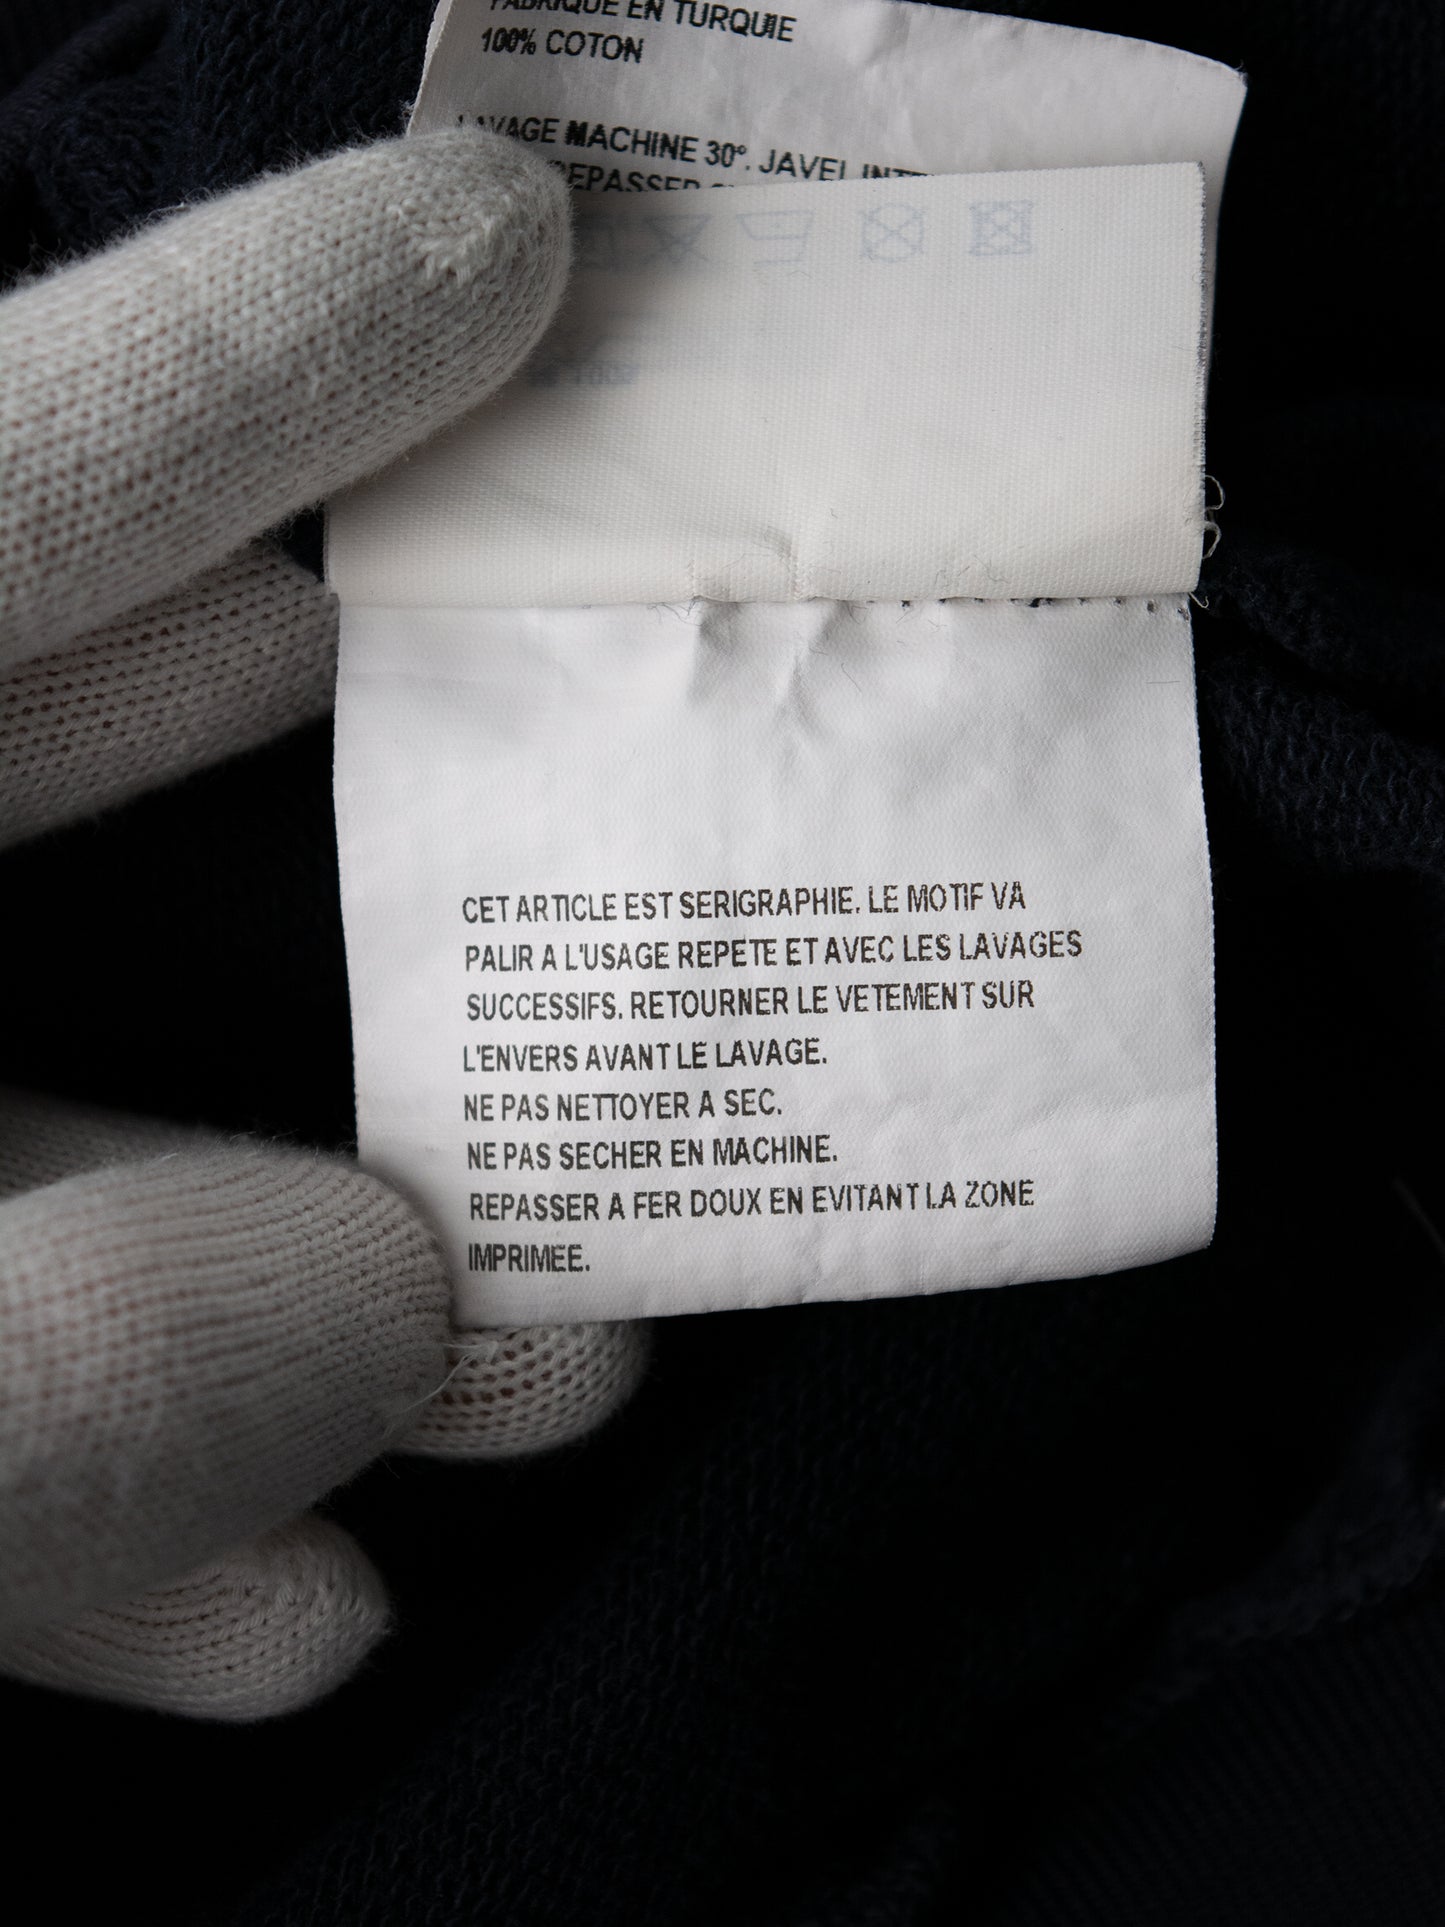 FABRIQUE EN TURQUIE
100% COTON
LAVAGE MACHINE 30°. JAVEL
REPASSER
CET ARTICLE EST SERIGRAPHIE. LE MOTIF VA
PALIR A L'USAGE REPETE ET AVEC LES LAVAGES
SUCCESSIFS. RETOURNER LE VETEMENT SUR
L'ENVERS AVANT LE LAVAGE.
NE PAS NETTOYER A SEC.
NE PAS SECHER EN MACHINE.
REPASSER A FER DOUX EN EVITANT LA ZONE
IMPRIMEE.